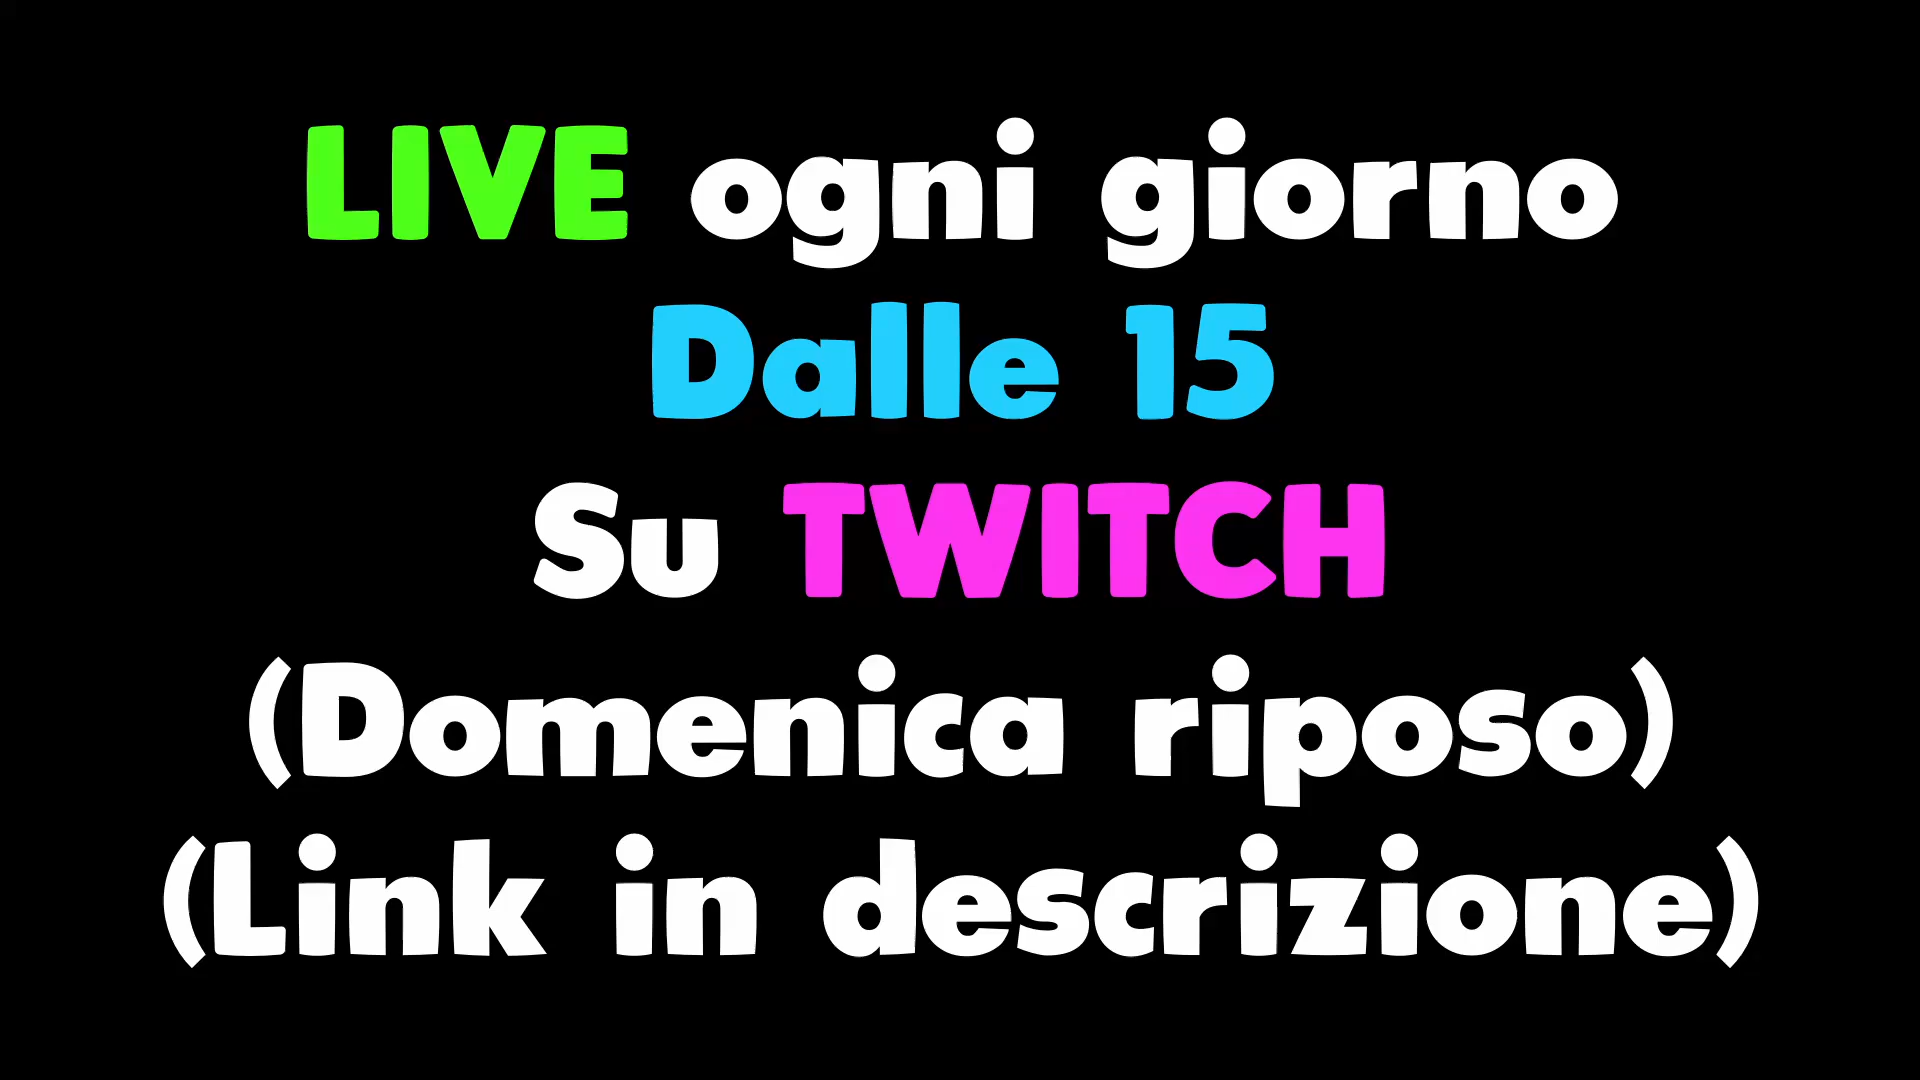 LIVE ogni giorno
Dalle 15
Su TWITCH
(Domenica riposo)
(Link in descrizione)